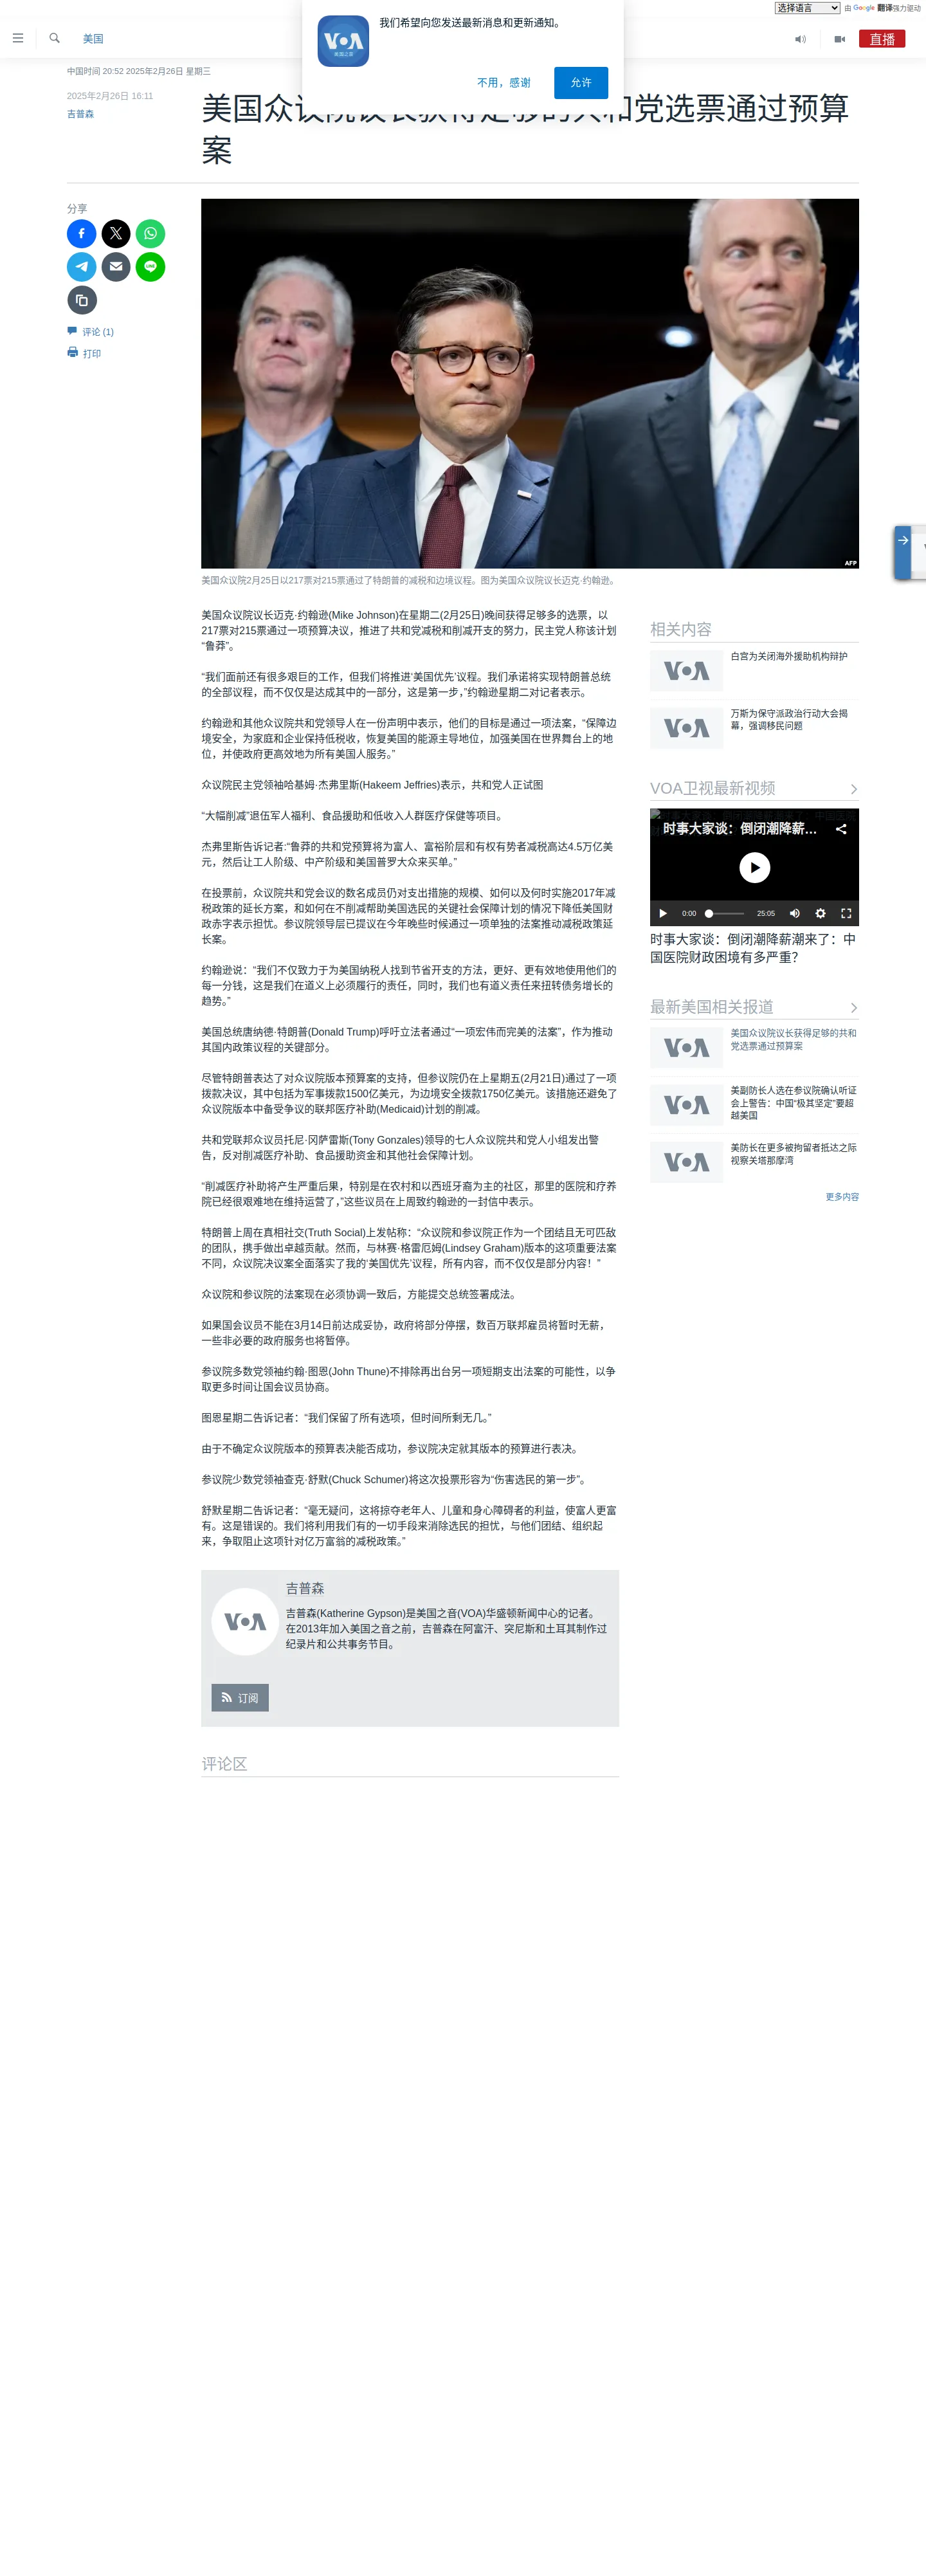 选择语言
由 Google 翻译强力驱动
我们希望向您发送最新消息和更新通知。
VOA
美国之音
不用，感谢
允许
美国
直播
中国时间 20:52 2025年2月26日 星期三
2025年2月26日 16:11
吉普森
美国众议院议长获得足够的共和党选票通过预算
案
分享
评论 (1)
打印
AFP
美国众议院2月25日以217票对215票通过了特朗普的减税和边境议程。图为美国众议院议长迈克·约翰逊。
美国众议院议长迈克·约翰逊(Mike Johnson)在星期二(2月25日)晚间获得足够多的选票，以
217票对215票通过一项预算决议，推进了共和党减税和削减开支的努力，民主党人称该计划
“鲁莽”。
“我们面前还有很多艰巨的工作，但我们将推进‘美国优先’议程。我们承诺将实现特朗普总统
的全部议程，而不仅仅是达成其中的一部分，这是第一步，”约翰逊星期二对记者表示。
约翰逊和其他众议院共和党领导人在一份声明中表示，他们的目标是通过一项法案，“保障边
境安全，为家庭和企业保持低税收，恢复美国的能源主导地位，加强美国在世界舞台上的地
位，并使政府更高效地为所有美国人服务。”
众议院民主党领袖哈基姆·杰弗里斯(Hakeem Jeffries)表示，共和党人正试图
“大幅削减”退伍军人福利、食品援助和低收入人群医疗保健等项目。
杰弗里斯告诉记者:“鲁莽的共和党预算将为富人、富裕阶层和有权有势者减税高达4.5万亿美
元，然后让工人阶级、中产阶级和美国普罗大众来买单。”
在投票前，众议院共和党会议的数名成员仍对支出措施的规模、如何以及何时实施2017年减
税政策的延长方案，和如何在不削减帮助美国选民的关键社会保障计划的情况下降低美国财
政赤字表示担忧。参议院领导层已提议在今年晚些时候通过一项单独的法案推动减税政策延
长案。
约翰逊说：“我们不仅致力于为美国纳税人找到节省开支的方法，更好、更有效地使用他们的
每一分钱，这是我们在道义上必须履行的责任，同时，我们也有道义责任来扭转债务增长的
趋势。”
美国总统唐纳德·特朗普(Donald Trump)呼吁立法者通过“一项宏伟而完美的法案”，作为推动
其国内政策议程的关键部分。
尽管特朗普表达了对众议院版本预算案的支持，但参议院仍在上星期五(2月21日)通过了一项
拨款决议，其中包括为军事拨款1500亿美元，为边境安全拨款1750亿美元。该措施还避免了
众议院版本中备受争议的联邦医疗补助(Medicaid)计划的削减。
共和党联邦众议员托尼·冈萨雷斯(Tony Gonzales)领导的七人众议院共和党人小组发出警
告，反对削减医疗补助、食品援助资金和其他社会保障计划。
“削减医疗补助将产生严重后果，特别是在农村和以西班牙裔为主的社区，那里的医院和疗养
院已经很艰难地在维持运营了，”这些议员在上周致约翰逊的一封信中表示。
特朗普上周在真相社交(Truth Social)上发帖称：“众议院和参议院正作为一个团结且无可匹敌
的团队，携手做出卓越贡献。然而，与林赛·格雷厄姆(Lindsey Graham)版本的这项重要法案
不同，众议院决议案全面落实了我的‘美国优先’议程，所有内容，而不仅仅是部分内容！”
众议院和参议院的法案现在必须协调一致后，方能提交总统签署成法。
如果国会议员不能在3月14日前达成妥协，政府将部分停摆，数百万联邦雇员将暂时无薪，
一些非必要的政府服务也将暂停。
参议院多数党领袖约翰·图恩(John Thune)不排除再出台另一项短期支出法案的可能性，以争
取更多时间让国会议员协商。
图恩星期二告诉记者：“我们保留了所有选项，但时间所剩无几。”
由于不确定众议院版本的预算表决能否成功，参议院决定就其版本的预算进行表决。
参议院少数党领袖查克·舒默(Chuck Schumer)将这次投票形容为“伤害选民的第一步”。
舒默星期二告诉记者：“毫无疑问，这将掠夺老年人、儿童和身心障碍者的利益，使富人更富
有。这是错误的。我们将利用我们有的一切手段来消除选民的担忧，与他们团结、组织起
来，争取阻止这项针对亿万富翁的减税政策。”
VOA
吉普森
吉普森(Katherine Gypson)是美国之音(VOA)华盛顿新闻中心的记者。
在2013年加入美国之音之前，吉普森在阿富汗、突尼斯和土耳其制作过
纪录片和公共事务节目。
订阅
评论区
相关内容
VOA
白宫为关闭海外援助机构辩护
VOA
万斯为保守派政治行动大会揭
幕，强调移民问题
VOA卫视最新视频
时事大家谈：倒闭潮降薪...
0:00
25:05
时事大家谈：倒闭潮降薪潮来了：中
国医院财政困境有多严重？
最新美国相关报道
VOA
美国众议院议长获得足够的共和
党选票通过预算案
VOA
美副防长人选在参议院确认听证
会上警告：中国“极其坚定”要超
越美国
VOA
美防长在更多被拘留者抵达之际
视察关塔那摩湾
更多内容